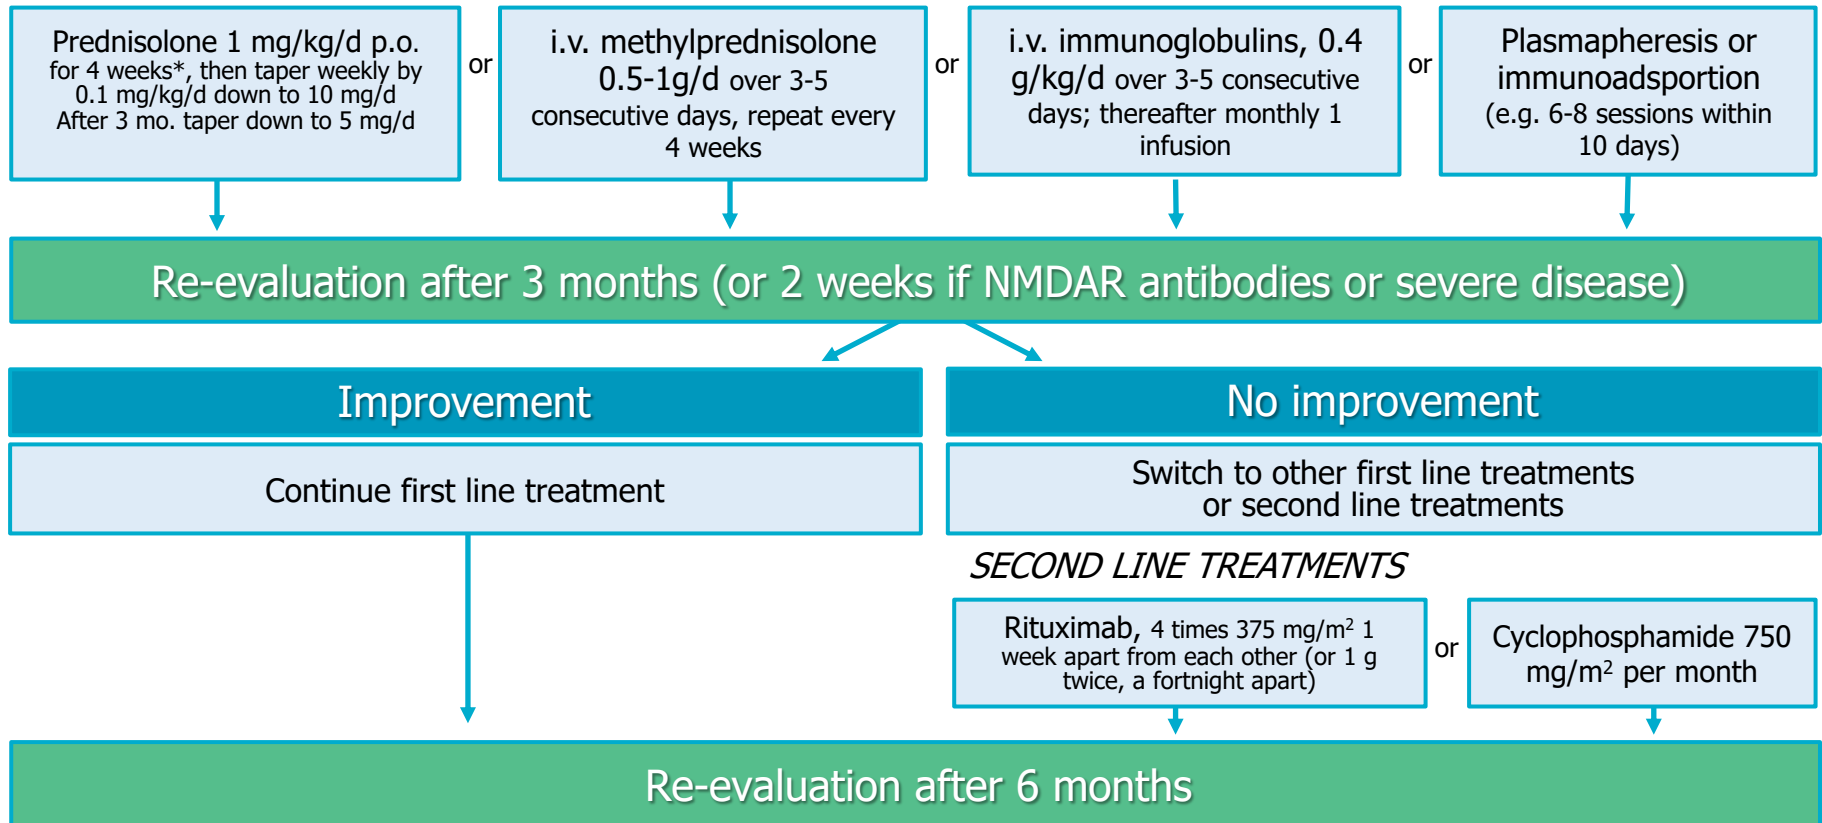 Prednisolone 1 mg/kg/d p.o.
for 4 weeks*, then taper weekly by
0.1 mg/kg/d down to 10 mg/d
After 3 mo. taper down to 5 mg/d
or
i.v. methylprednisolone
0.5-1g/d over 3-5
consecutive days, repeat every
4 weeks
or
i.v. immunoglobulins, 0.4
g/kg/d over 3-5 consecutive
days; thereafter monthly 1
infusion
or
Plasmapheresis or
immunoadsportion
(e.g. 6-8 sessions within
10 days)
Re-evaluation after 3 months (or 2 weeks if NMDAR antibodies or severe disease)
Improvement
Continue first line treatment
No improvement
Switch to other first line treatments
or second line treatments
SECOND LINE TREATMENTS
Rituximab, 4 times 375 mg/m² 1
week apart from each other (or 1 g
twice, a fortnight apart)
or
Cyclophosphamide 750
mg/m² per month
Re-evaluation after 6 months